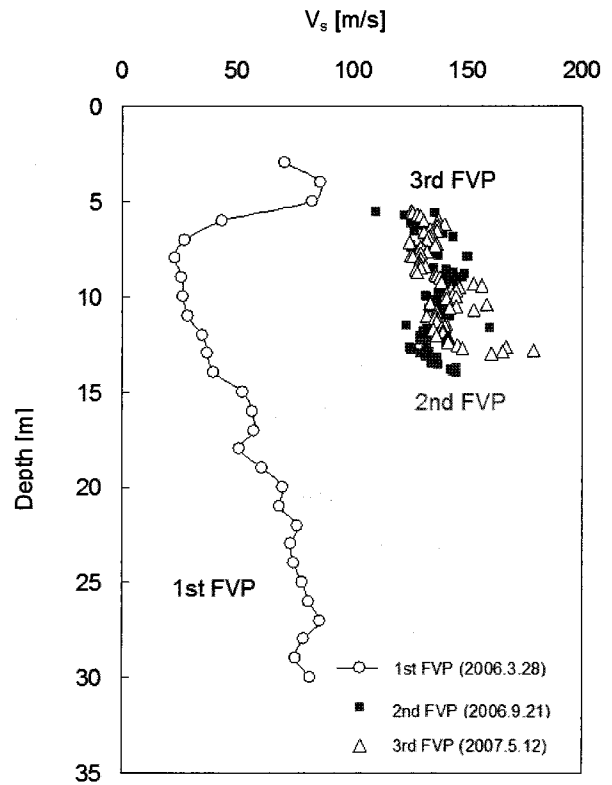 Vs [m/s]
0 50 100 150 200
0
5
10
15
20
25
30
35
Depth [m]
3rd FVP
2nd FVP
1st FVP
1st FVP (2006.3.28)
2nd FVP (2006.9.21)
3rd FVP (2007.5.12)